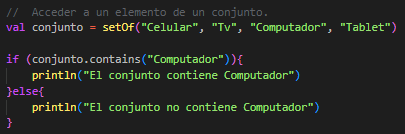 //  Acceder a un elemento de un conjunto.
val conjunto = setOf("Celular", "Tv", "Computador", "Tablet")

if (conjunto.contains("Computador")){
    println("El conjunto contiene Computador")
}else{
    println("El conjunto no contiene Computador")
}